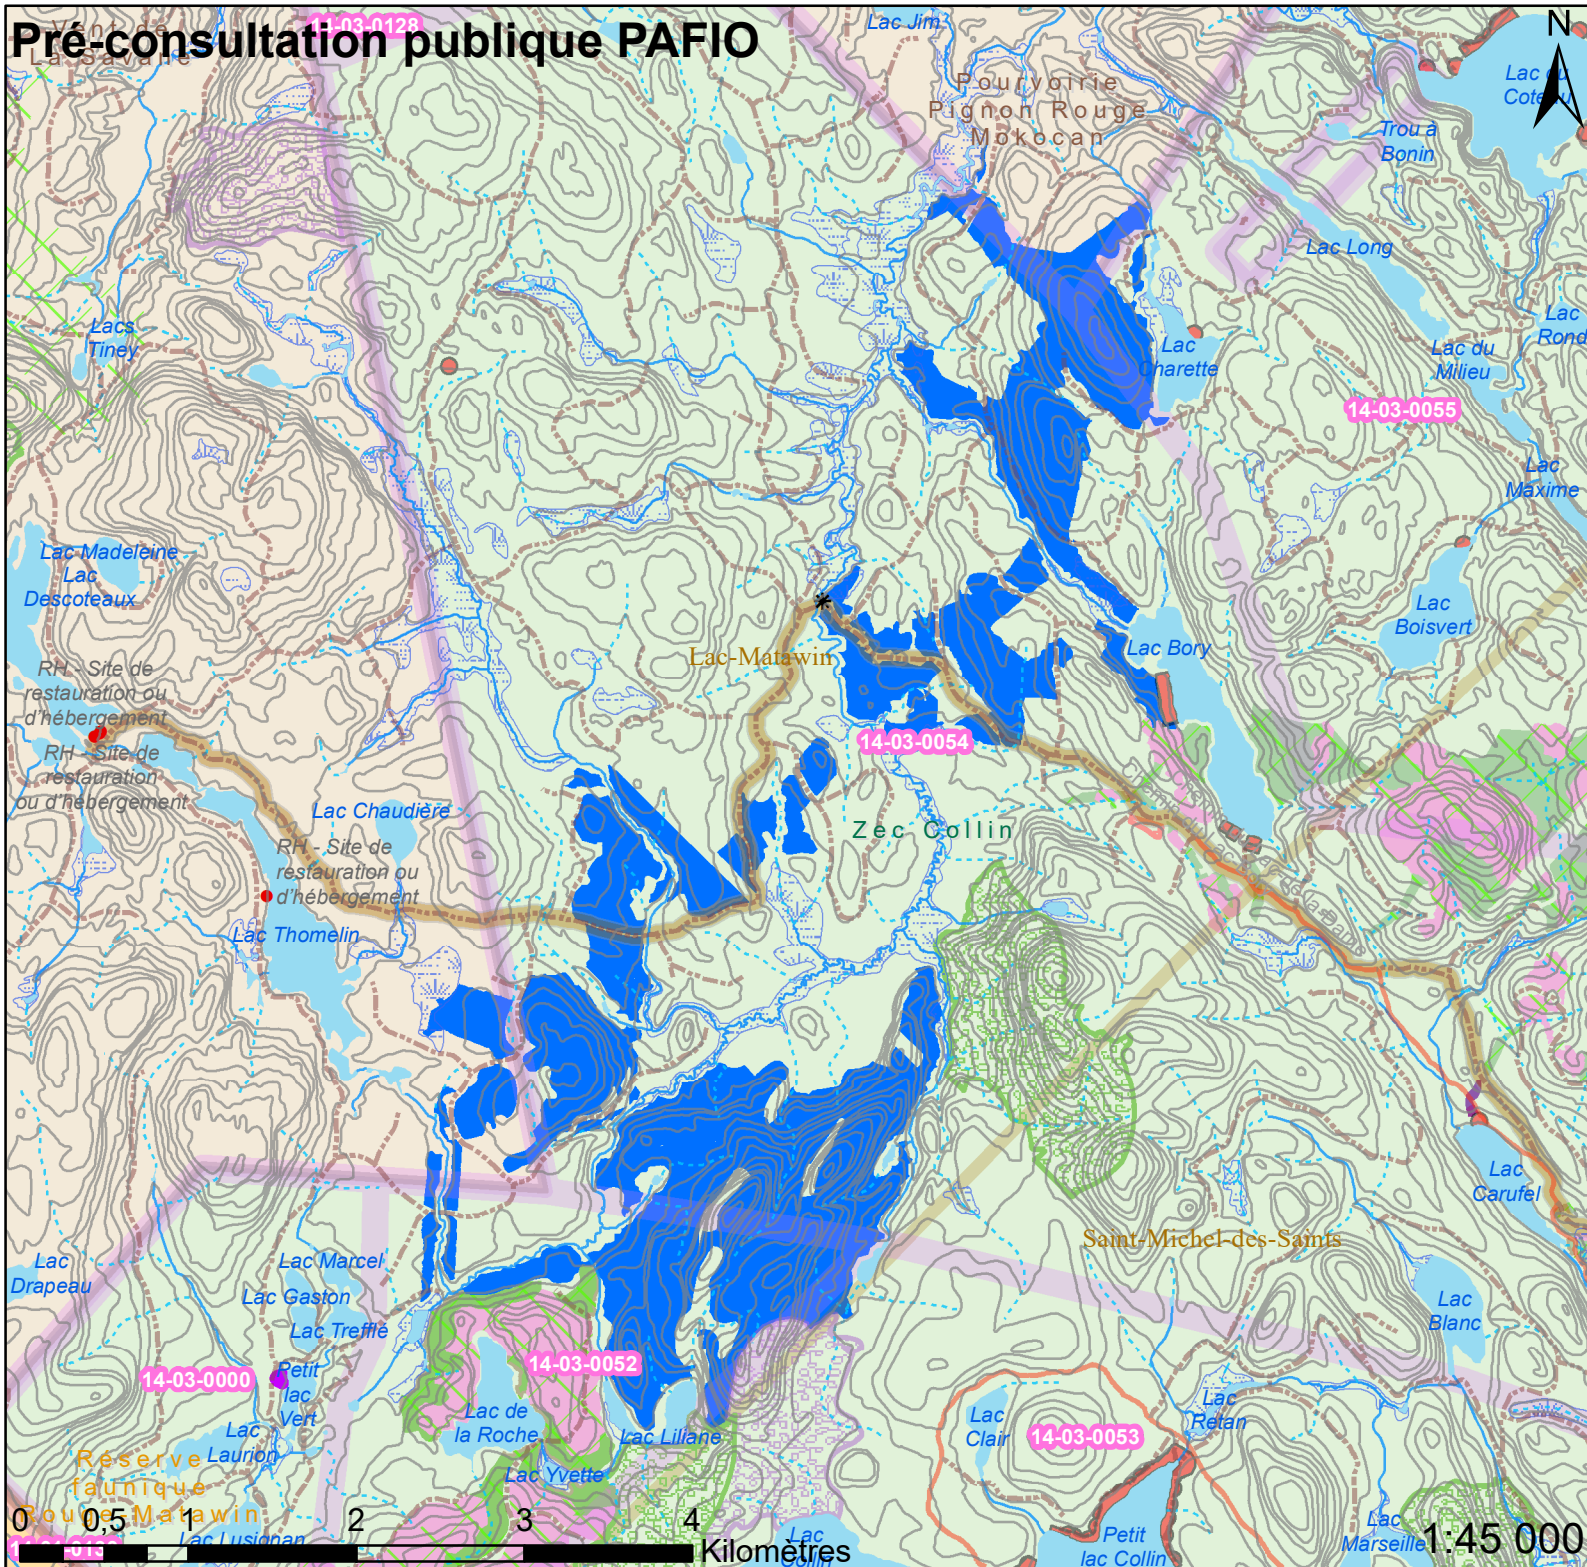 Pré-consultation publique PAFIO
14-03-0128
La Savane
Lac Jim
N
Pourvoirie
Pignon Rouge
Mokocan
Lac du
Coteau
Trou à
Bonin
Lac Long
Lacs
Tiney
Lac
Charette
Lac
Rond
Lac du
Milieu
14-03-0055
Lac
Maxime
Lac Madeleine
Lac
Descoteaux
Lac
Boisvert
Lac Bory
Lac-Matawin
RH - Site de
restauration ou
d'hébergement
RH - Site de
restauration
ou d'hébergement
14-03-0054
Lac Chaudière
RH - Site de
restauration ou
d'hébergement
Zec Collin
Lac Thomelin
Lac
Carufel
Saint-Michel-des-Saints
Lac
Drapeau
Lac Marcel
Lac Gaston
Lac Trefflé
Lac
Blanc
14-03-0000
Petit
lac
Vert
14-03-0052
Lac de
la Roche
Lac Liliane
Lac
Clair
14-03-0053
Lac
Retan
Lac
Laurion
Lac Yvette
Réserve
faunique
Rouge-Matawin
Lac Lusignan
Lac
Collin
Petit
lac Collin
Lac
Marseille
0 0,5 1 2 3 4
Kilomètres
1:45 000